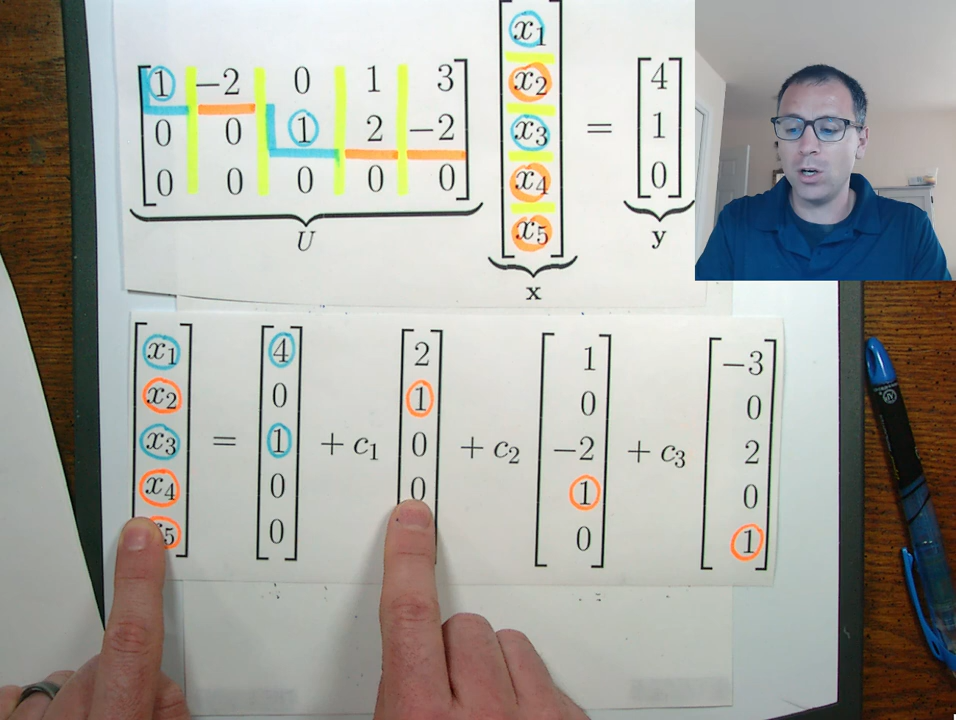 [1 −2 0 1 3] [x₁] [4]
[0 0 1 2 −2] [x₂] = [1]
[0 0 0 0 0] [x₃] [0]
[x₄]
[x₅]
U
x
y
[x₁] = [4] + c₁ [2] + c₂ [1] + c₃ [−3]
[x₂] [0] [1] [0] [0]
[x₃] [1] [0] [−2] [2]
[x₄] [0] [0] [1] [0]
[5] [0] [0] [1]